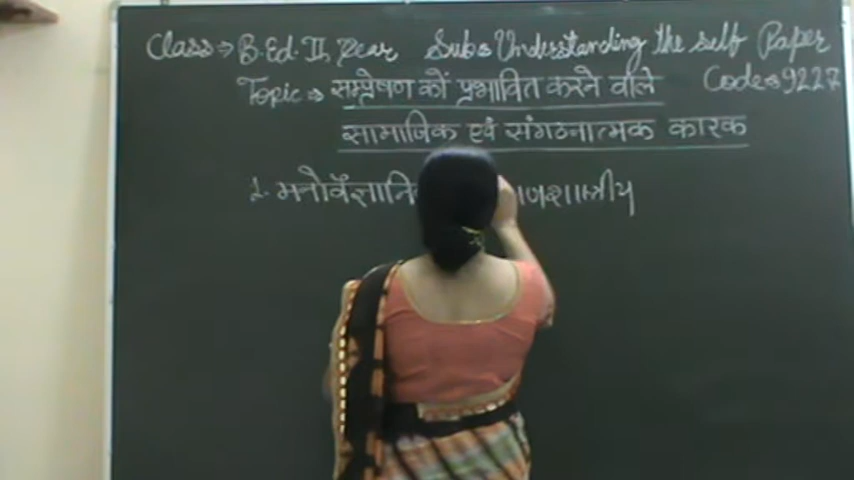 Class⇒ B.Ed. II Year Sub⇒ Understanding the self Paper
Topic⇒ सम्प्रेषण को प्रभावित करने वाले Code⇒9227
सामाजिक एवं संगठनात्मक कारक
1. मनोवैज्ञानि